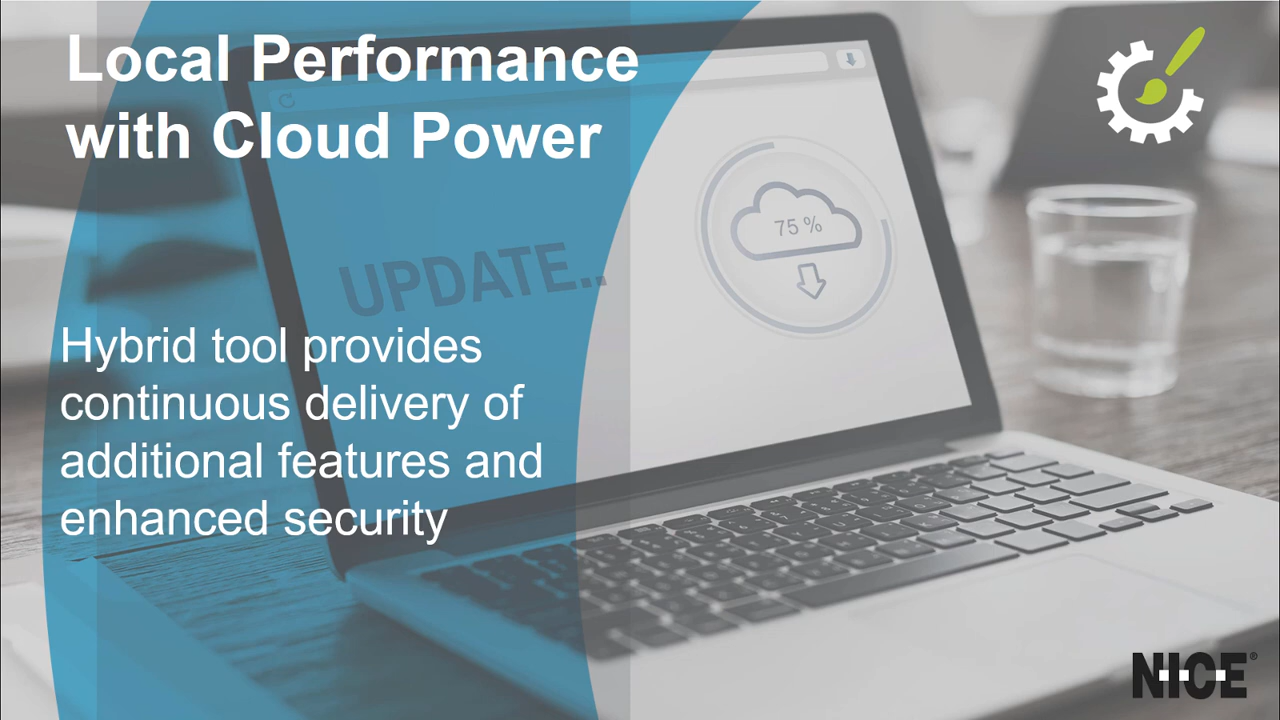 Local Performance
with Cloud Power
UPDATE..
75 %
Hybrid tool provides
continuous delivery of
additional features and
enhanced security
NICE®